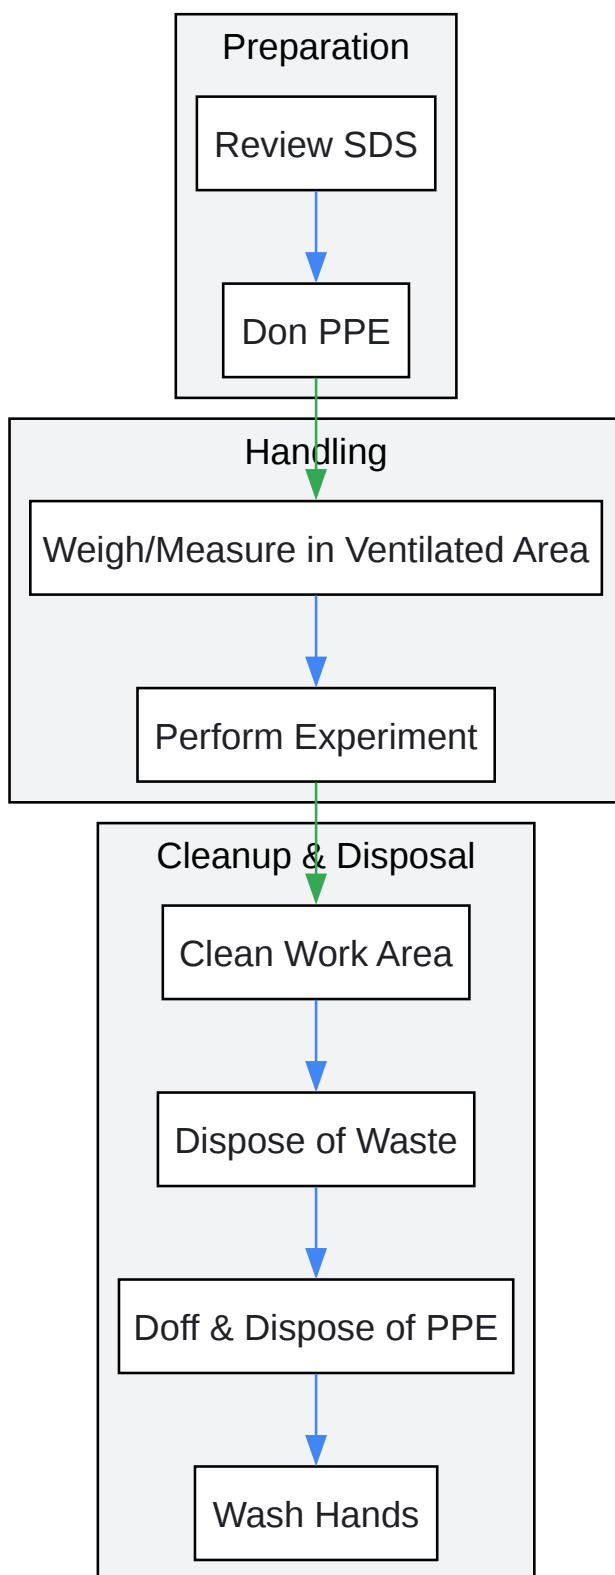 Preparation
Review SDS
Don PPE
Handling
Weigh/Measure in Ventilated Area
Perform Experiment
Cleanup & Disposal
Clean Work Area
Dispose of Waste
Doff & Dispose of PPE
Wash Hands